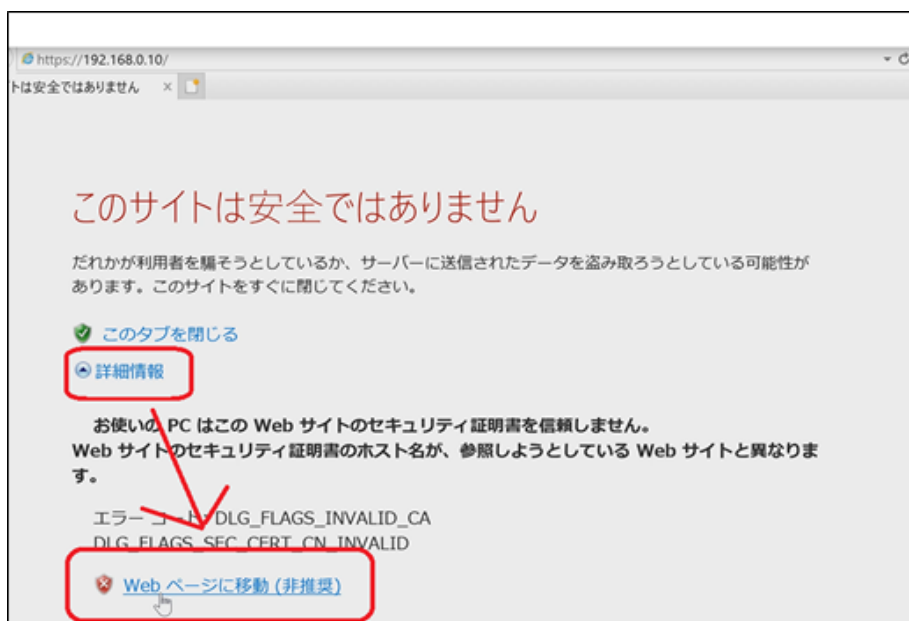 https://192.168.0.10/
トは安全ではありません
このサイトは安全ではありません
だれかが利用者を騙そうとしているか、サーバーに送信されたデータを盗み取ろうとしている可能性が
あります。このサイトをすぐに閉じてください。
このタブを閉じる
詳細情報
お使いの PC はこの Web サイトのセキュリティ証明書を信頼しません。
Web サイトのセキュリティ証明書のホスト名が、参照しようとしている Web サイトと異なりま
す。
エラー コード: DLG_FLAGS_INVALID_CA
DLG_FLAGS_SEC_CERT_CN_INVALID
Web ページに移動 (非推奨)